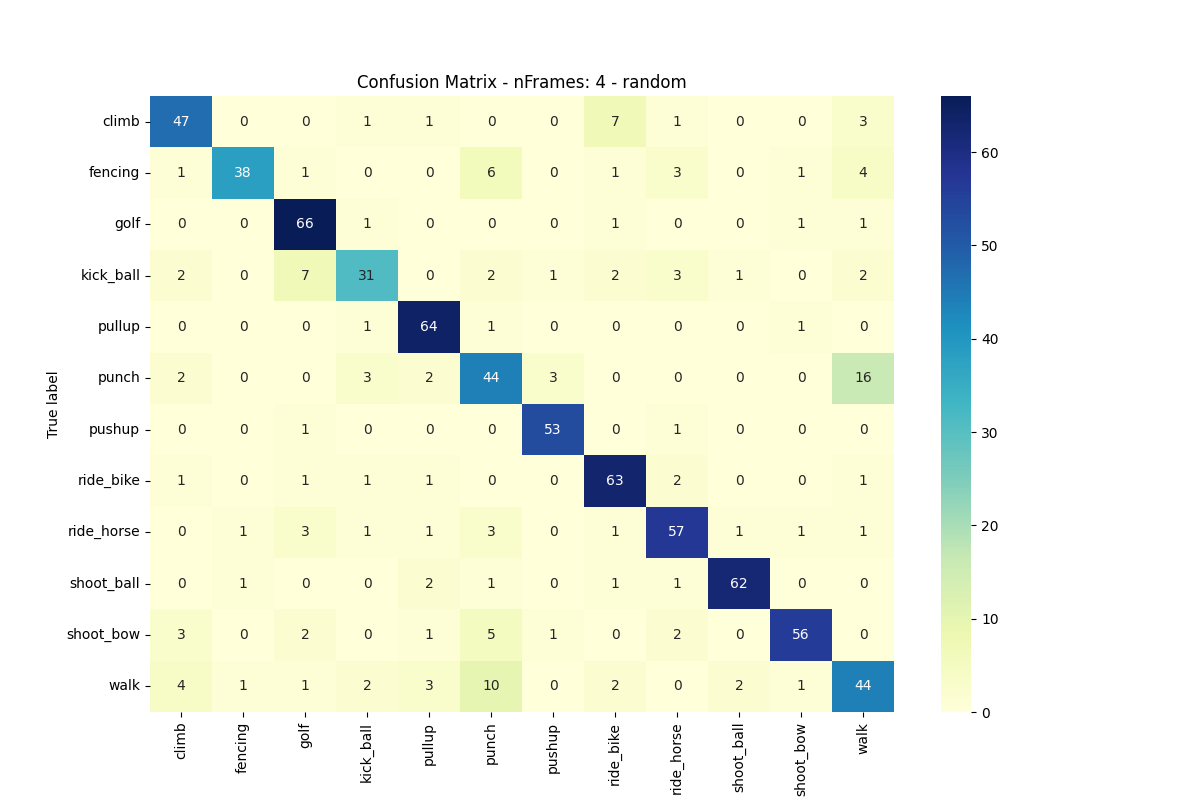 Confusion Matrix - nFrames: 4 - random
True label
climb 47 0 0 1 1 0 0 7 1 0 0 3
fencing 1 38 1 0 0 6 0 1 3 0 1 4
golf 0 0 66 1 0 0 0 1 0 0 1 1
kick_ball 2 0 7 31 0 2 1 2 3 1 0 2
pullup 0 0 0 1 64 1 0 0 0 0 1 0
punch 2 0 0 3 2 44 3 0 0 0 0 16
pushup 0 0 1 0 0 0 53 0 1 0 0 0
ride_bike 1 0 1 1 1 0 0 63 2 0 0 1
ride_horse 0 1 3 1 1 3 0 1 57 1 1 1
shoot_ball 0 1 0 0 2 1 0 1 1 62 0 0
shoot_bow 3 0 2 0 1 5 1 0 2 0 56 0
walk 4 1 1 2 3 10 0 2 0 2 1 44
climb fencing golf kick_ball pullup punch pushup ride_bike ride_horse shoot_ball shoot_bow walk
60
50
40
30
20
10
0